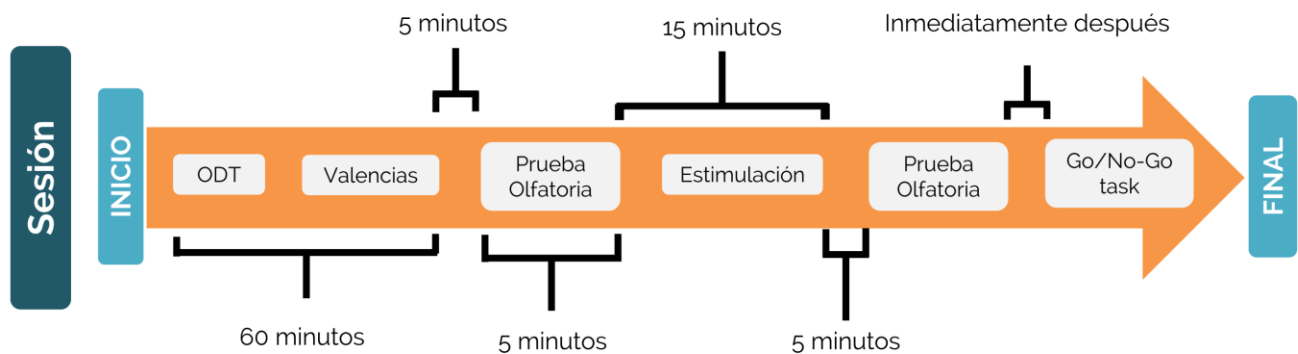 5 minutos
15 minutos
Inmediatamente después
Sesión
INICIO
ODT
Valencias
Prueba
Olfatoria
Estimulación
Prueba
Olfatoria
Go/No-Go
task
FINAL
60 minutos
5 minutos
5 minutos